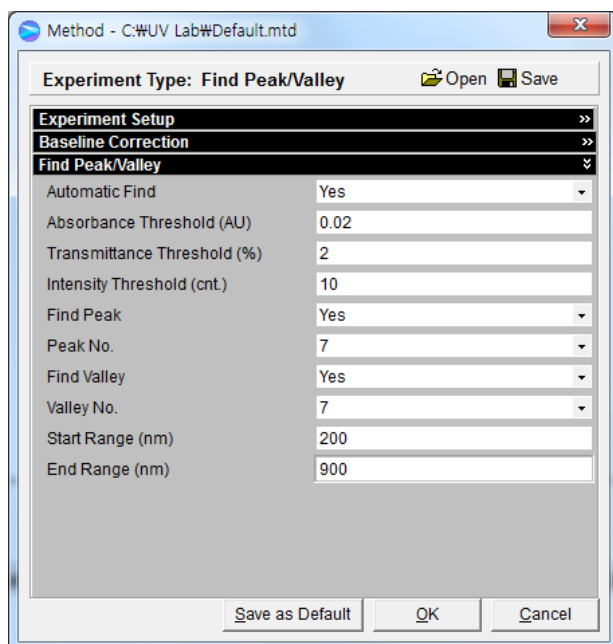 Method - C:₩UV Lab₩Default.mtd
Experiment Type: Find Peak/Valley Open Save
Experiment Setup
Baseline Correction
Find Peak/Valley
Automatic Find Yes
Absorbance Threshold (AU) 0.02
Transmittance Threshold (%) 2
Intensity Threshold (cnt.) 10
Find Peak Yes
Peak No. 7
Find Valley Yes
Valley No. 7
Start Range (nm) 200
End Range (nm) 900
Save as Default OK Cancel